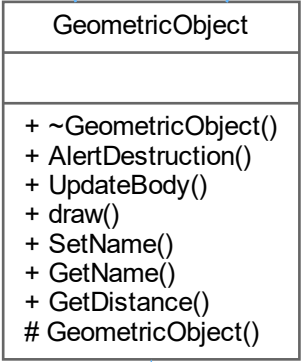 GeometricObject
+ ~GeometricObject()
+ AlertDestruction()
+ UpdateBody()
+ draw()
+ SetName()
+ GetName()
+ GetDistance()
# GeometricObject()